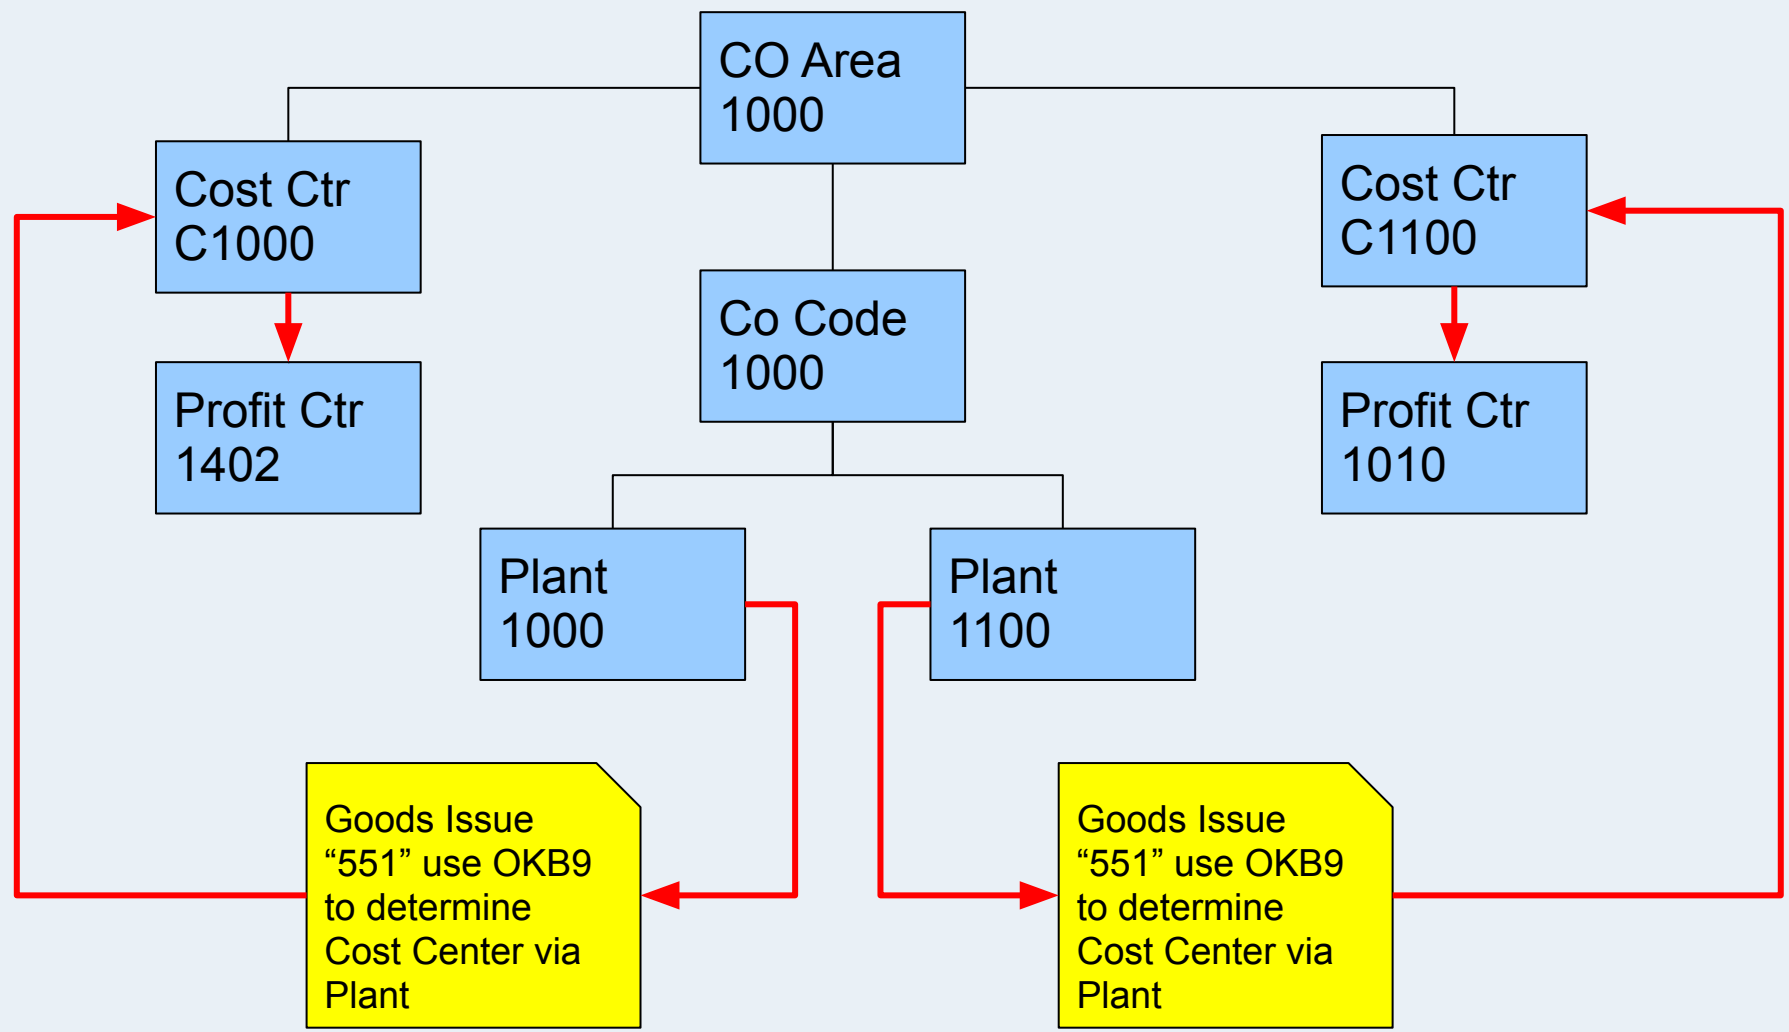 CO Area
1000
Cost Ctr
C1000
Cost Ctr
C1100
Co Code
1000
Profit Ctr
1402
Profit Ctr
1010
Plant
1000
Plant
1100
Goods Issue
“551” use OKB9
to determine
Cost Center via
Plant
Goods Issue
“551” use OKB9
to determine
Cost Center via
Plant